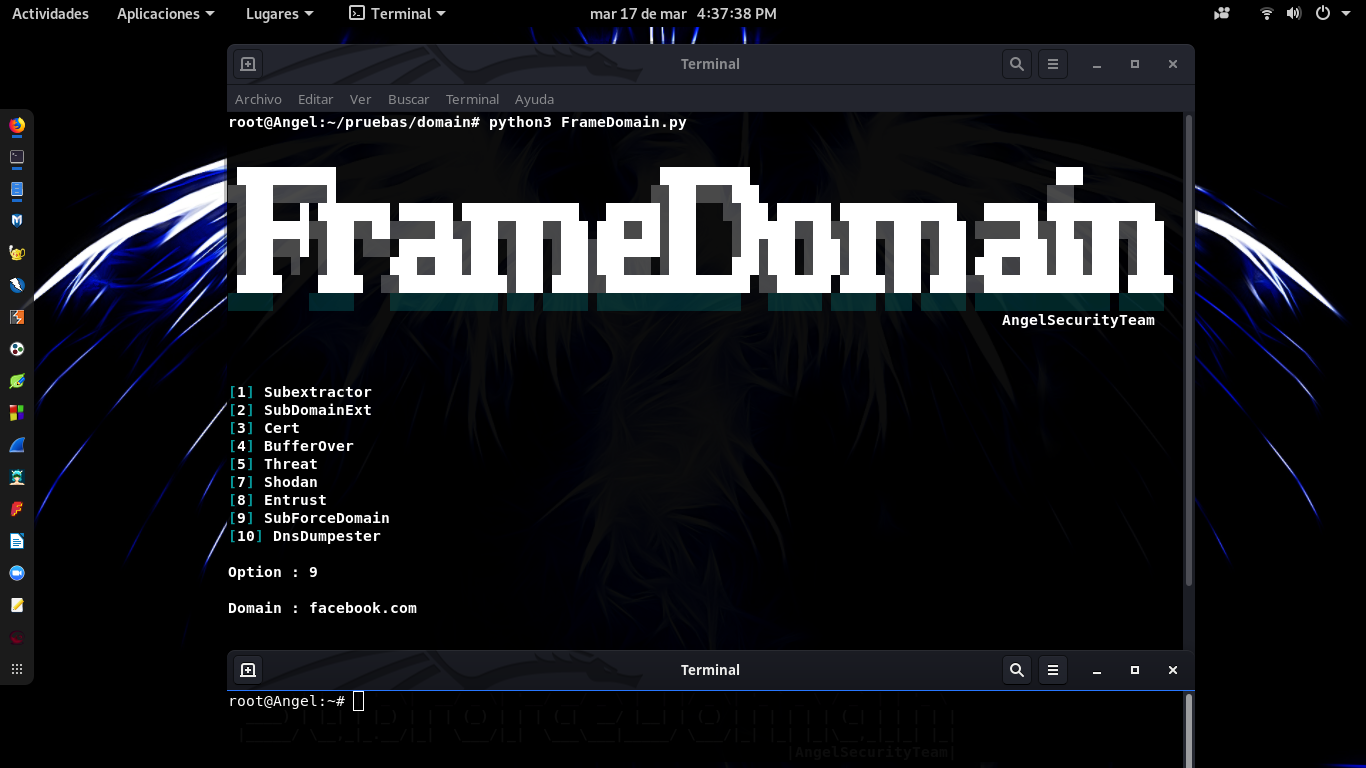 Actividades Aplicaciones Lugares Terminal mar 17 de mar 4:37:38 PM
Terminal
Archivo Editar Ver Buscar Terminal Ayuda
root@Angel:~/pruebas/domain# python3 FrameDomain.py
FrameDomain
AngelSecurityTeam
[1] Subextractor
[2] SubDomainExt
[3] Cert
[4] BufferOver
[5] Threat
[7] Shodan
[8] Entrust
[9] SubForceDomain
[10] DnsDumpester
Option : 9
Domain : facebook.com
Terminal
root@Angel:~#
|AngelSecurityTeam|